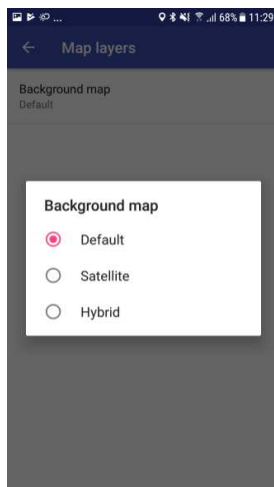 ... 68% 11:29
Map layers
Background map
Default
Background map
Default
Satellite
Hybrid